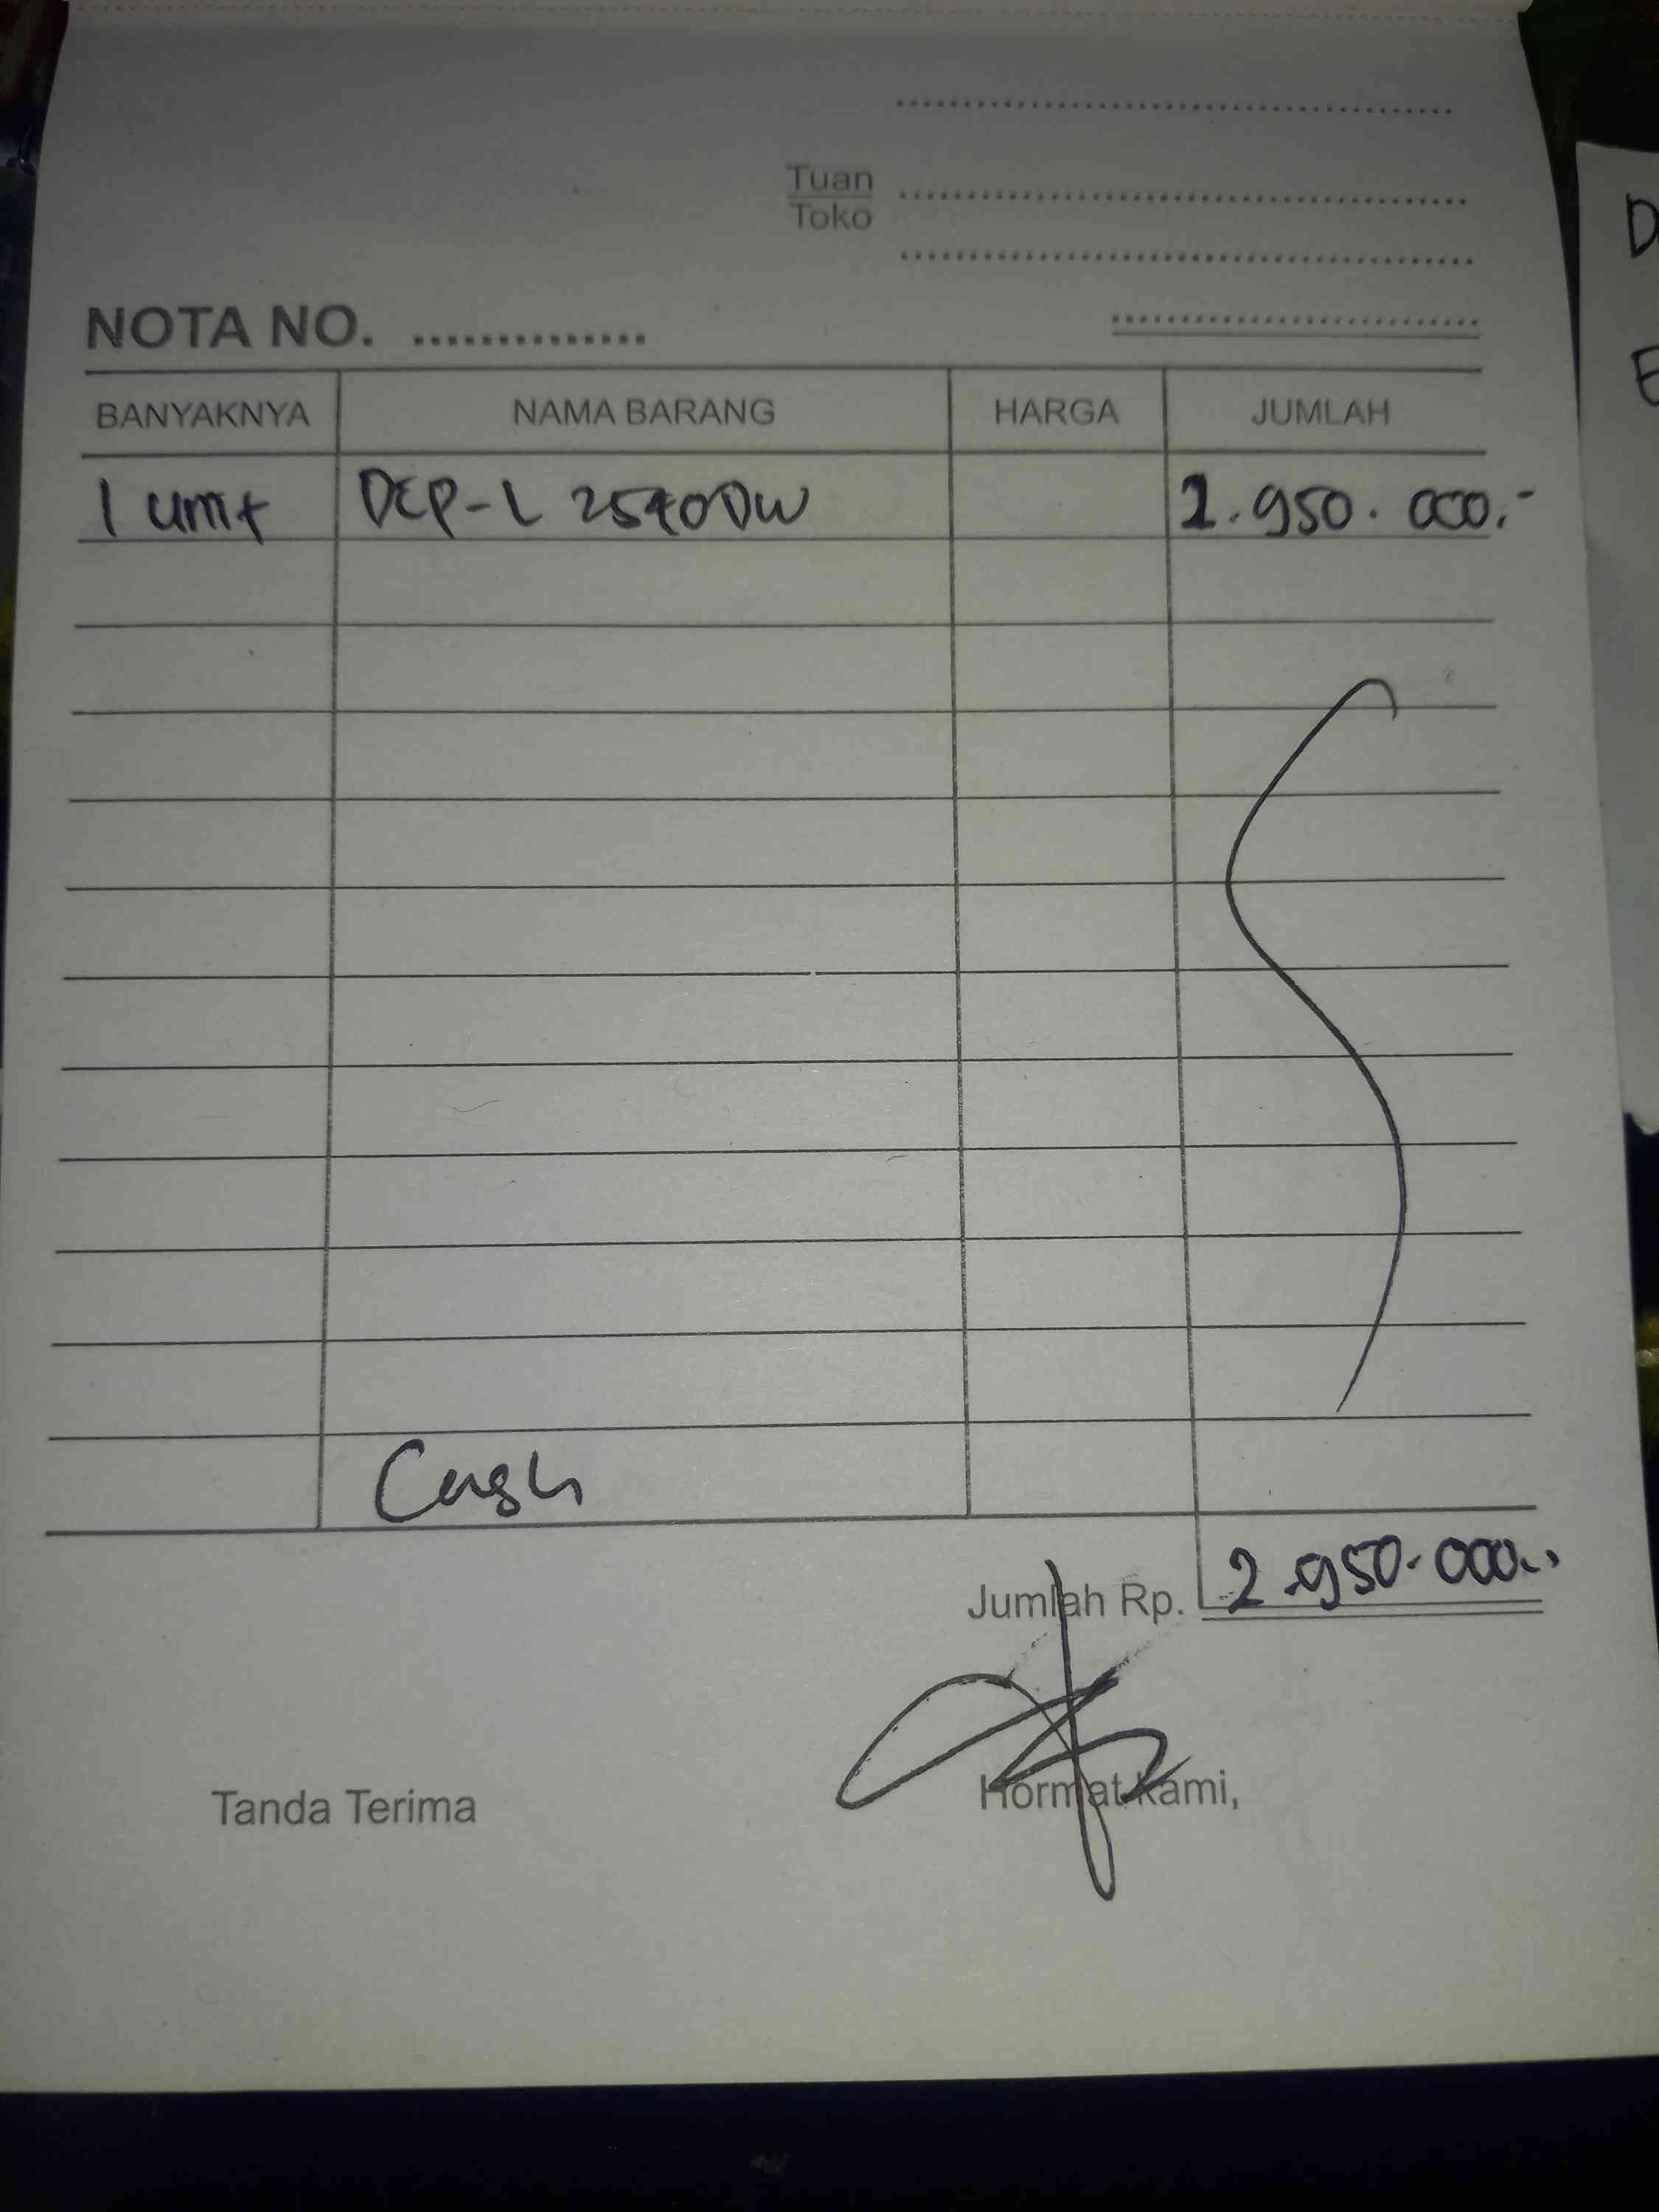 Tuan
Toko
NOTA NO. ..............
BANYAKNYA NAMA BARANG HARGA JUMLAH
1 unit DCP-L 2540DW 2.950.000.-
Cash
Jumlah Rp. 2.950.000.-
Tanda Terima Hormat kami,
D
E